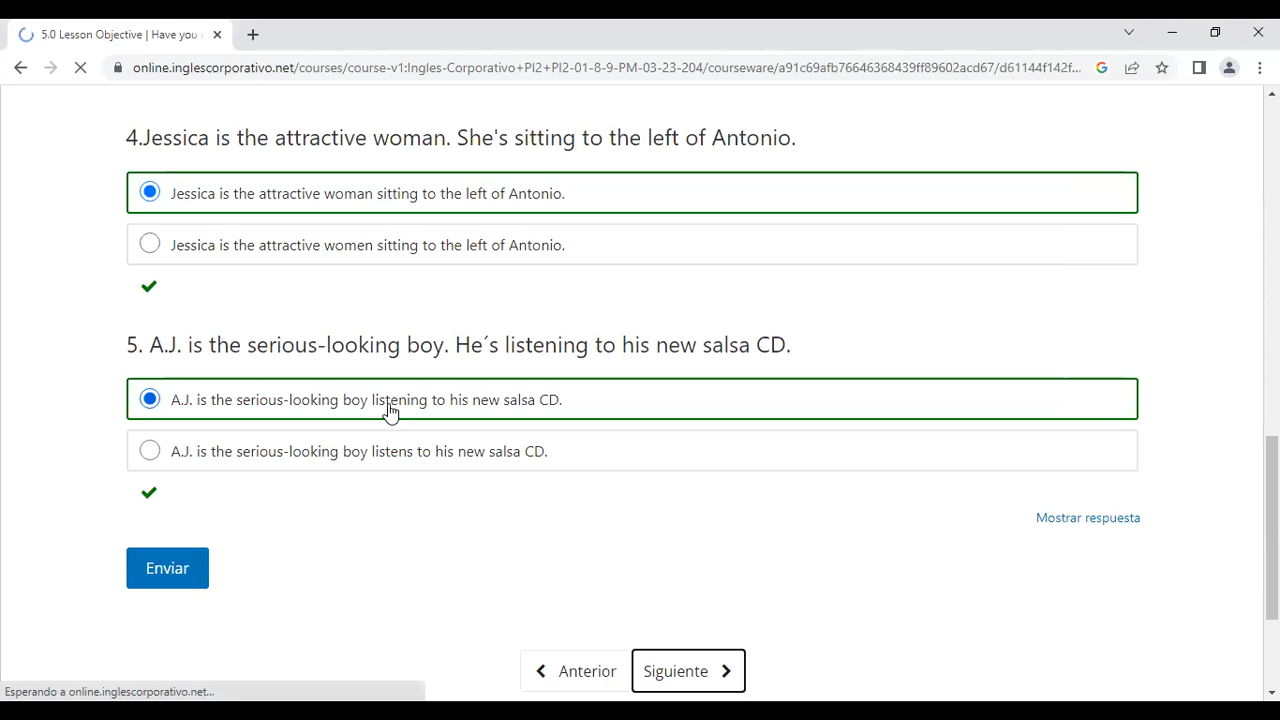 5.0 Lesson Objective | Have you
online.inglescorporativo.net/courses/course-v1:Ingles-Corporativo+PI2+PI2-01-8-9-PM-03-23-204/courseware/a91c69afb76646368439ff89602acd67/d61144f142f...
4.Jessica is the attractive woman. She's sitting to the left of Antonio.
Jessica is the attractive woman sitting to the left of Antonio.
Jessica is the attractive women sitting to the left of Antonio.
5. A.J. is the serious-looking boy. He´s listening to his new salsa CD.
A.J. is the serious-looking boy listening to his new salsa CD.
A.J. is the serious-looking boy listens to his new salsa CD.
Mostrar respuesta
Enviar
Anterior
Siguiente
Esperando a online.inglescorporativo.net...